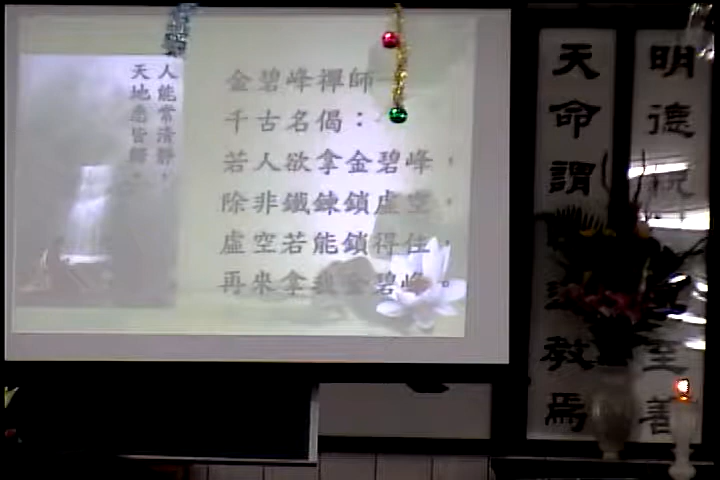 人能常清靜，
天地悉皆歸。
金碧峰禪師
千古名偈：
若人欲拿金碧峰，
除非鐵鍊鎖虛空。
虛空若能鎖得住，
再來拿我金碧峰。
明德 至善
天命謂 教焉